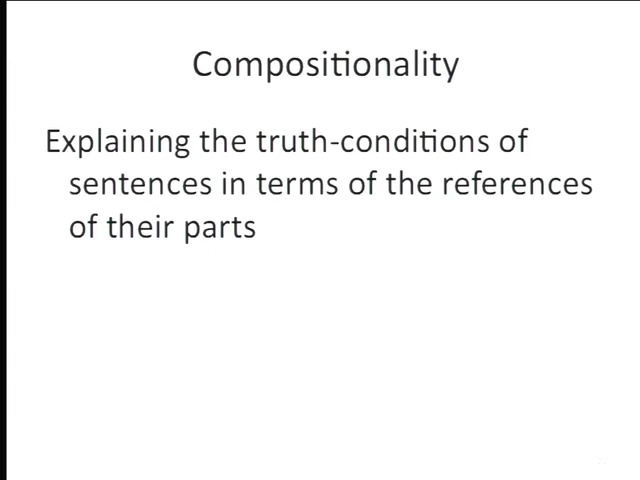 Compositionality
Explaining the truth-conditions of
sentences in terms of the references
of their parts